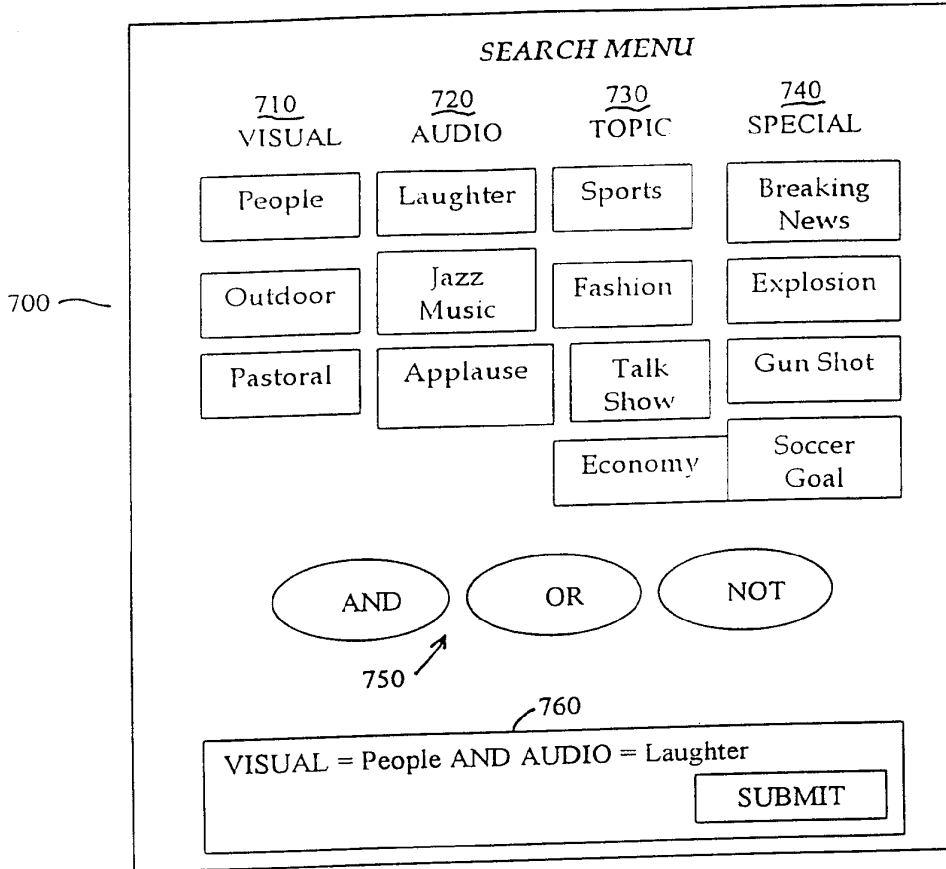 SEARCH MENU
710 720 730 740
VISUAL AUDIO TOPIC SPECIAL
People Laughter Sports Breaking
News
700
Outdoor Jazz
Music Fashion Explosion
Pastoral Applause Talk
Show Gun Shot
Economy Soccer
Goal
AND OR NOT
750
760
VISUAL = People AND AUDIO = Laughter
SUBMIT